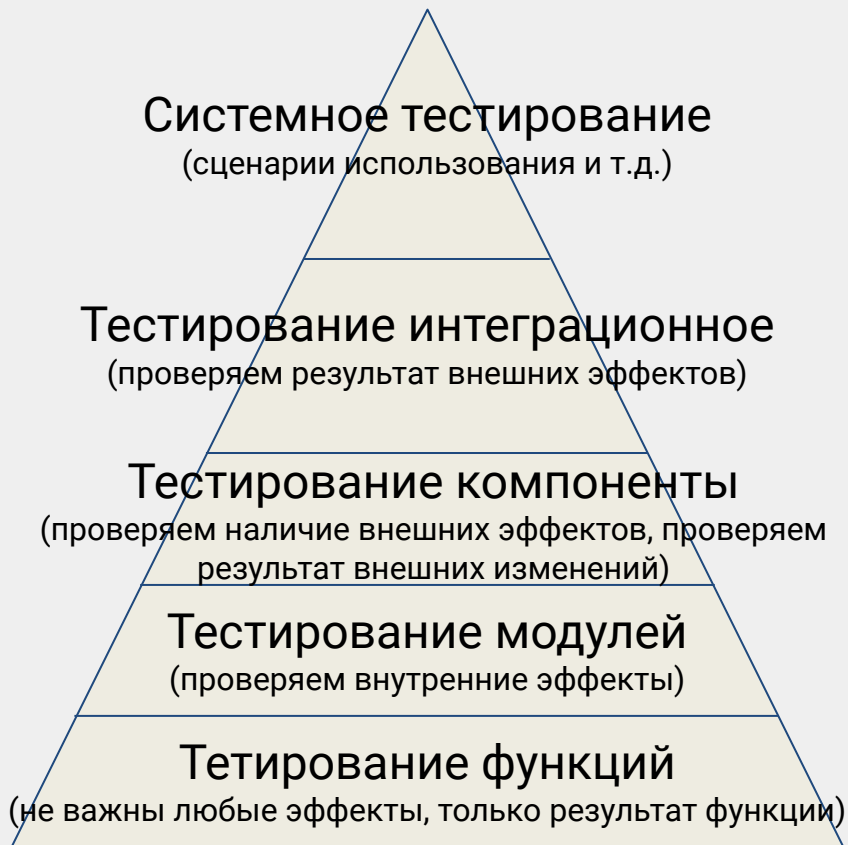 Системное тестирование
(сценарии использования и т.д.)
Тестирование интеграционное
(проверяем результат внешних эффектов)
Тестирование компоненты
(проверяем наличие внешних эффектов, проверяем
результат внешних изменений)
Тестирование модулей
(проверяем внутренние эффекты)
Тетирование функций
(не важны любые эффекты, только результат функции)